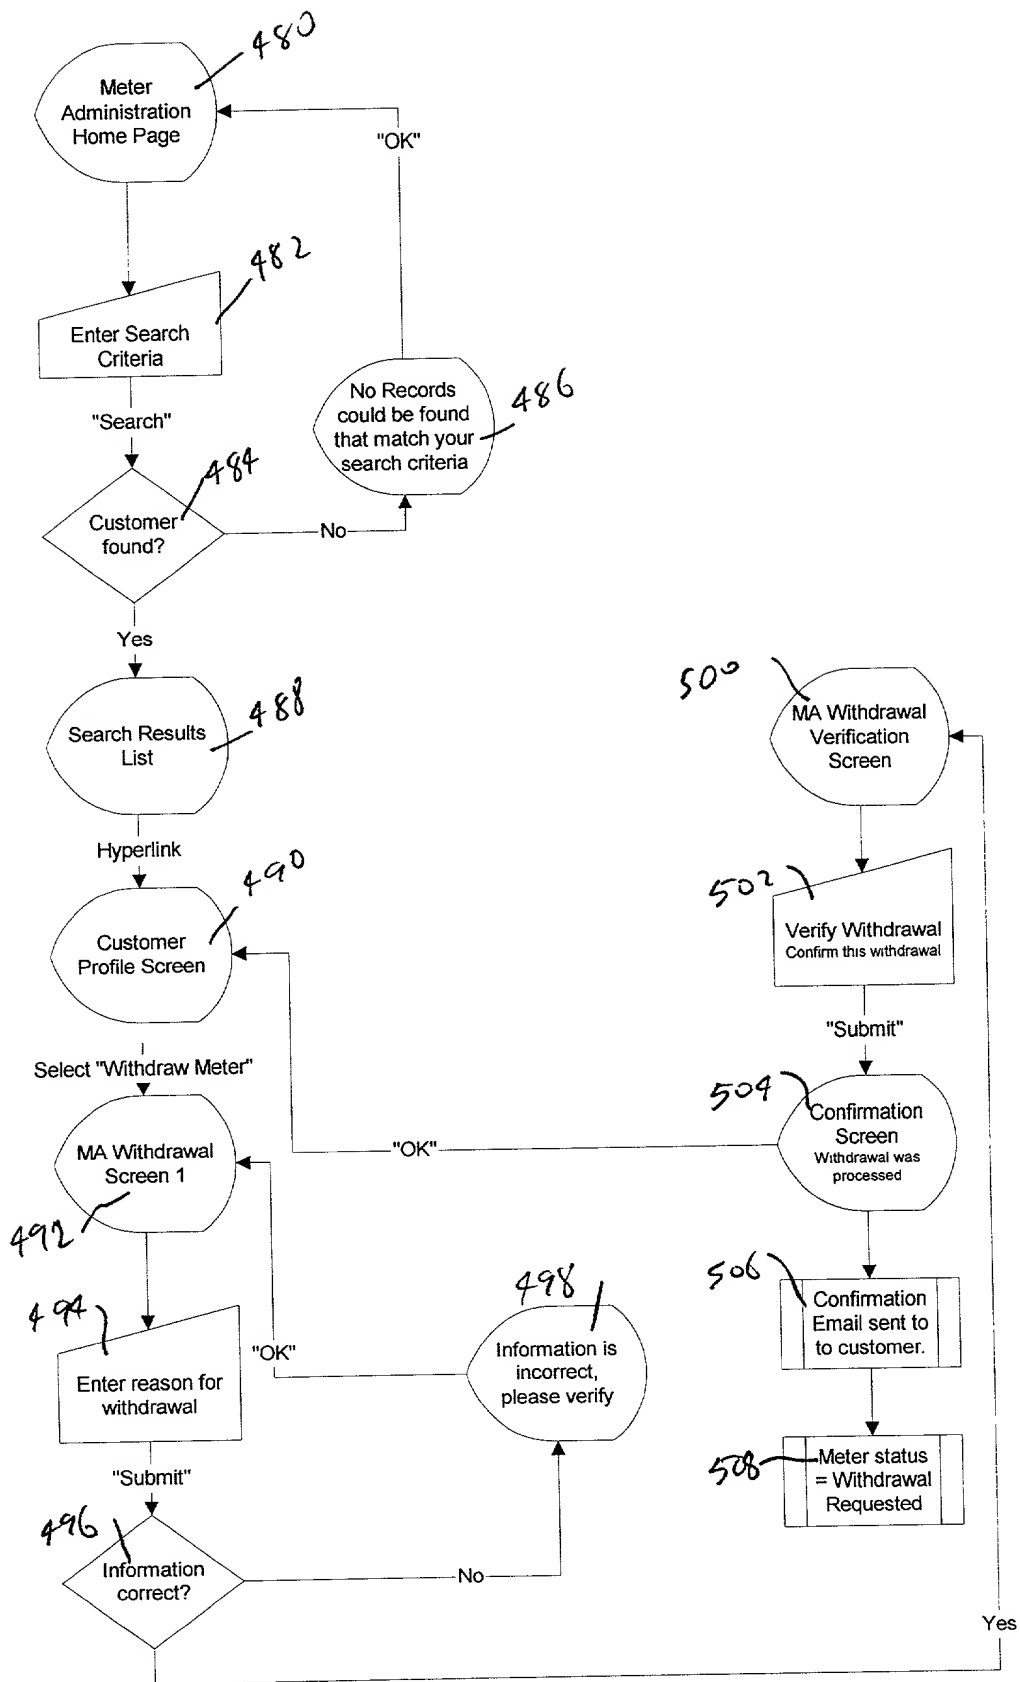 480
Meter
Administration
Home Page
"OK"
482
Enter Search
Criteria
"Search"
No Records
could be found
that match your
search criteria
486
484
Customer
found?
No
Yes
Search Results
List
488
Hyperlink
490
Customer
Profile Screen
Select "Withdraw Meter"
MA Withdrawal
Screen 1
492
494
Enter reason for
withdrawal
"Submit"
496
Information
correct?
No
498
Information is
incorrect,
please verify
"OK"
Yes
500
MA Withdrawal
Verification
Screen
502
Verify Withdrawal
Confirm this withdrawal
"Submit"
504
Confirmation
Screen
Withdrawal was
processed
"OK"
506
Confirmation
Email sent to
to customer.
508
Meter status
= Withdrawal
Requested